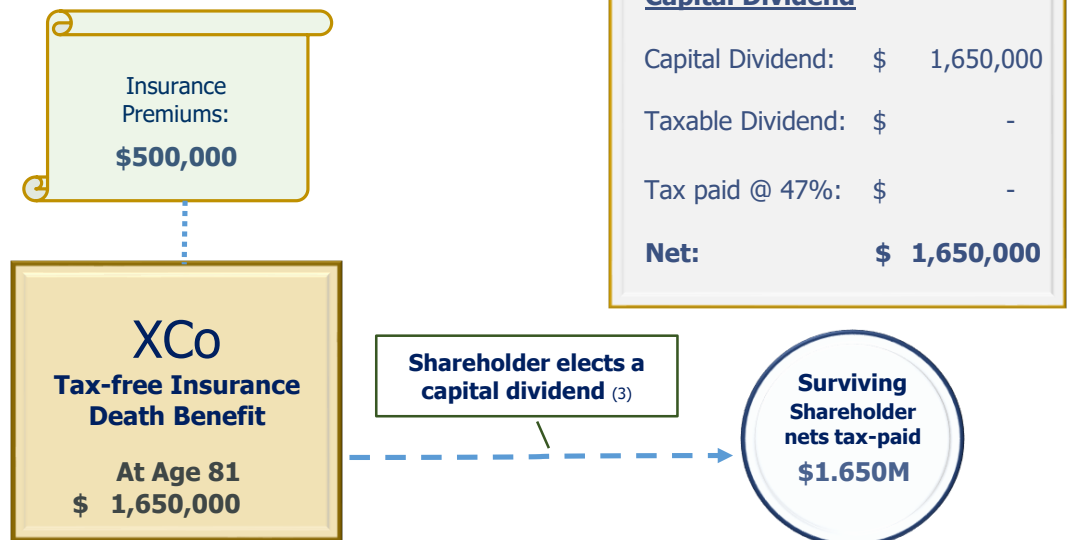 Capital Dividend
Capital Dividend: $ 1,650,000
Taxable Dividend: $ -
Tax paid @ 47%: $ -
Net: $ 1,650,000
Insurance
Premiums:
$500,000
XCo
Tax-free Insurance
Death Benefit
At Age 81
$ 1,650,000
Shareholder elects a
capital dividend (3)
Surviving
Shareholder
nets tax-paid
$1.650M